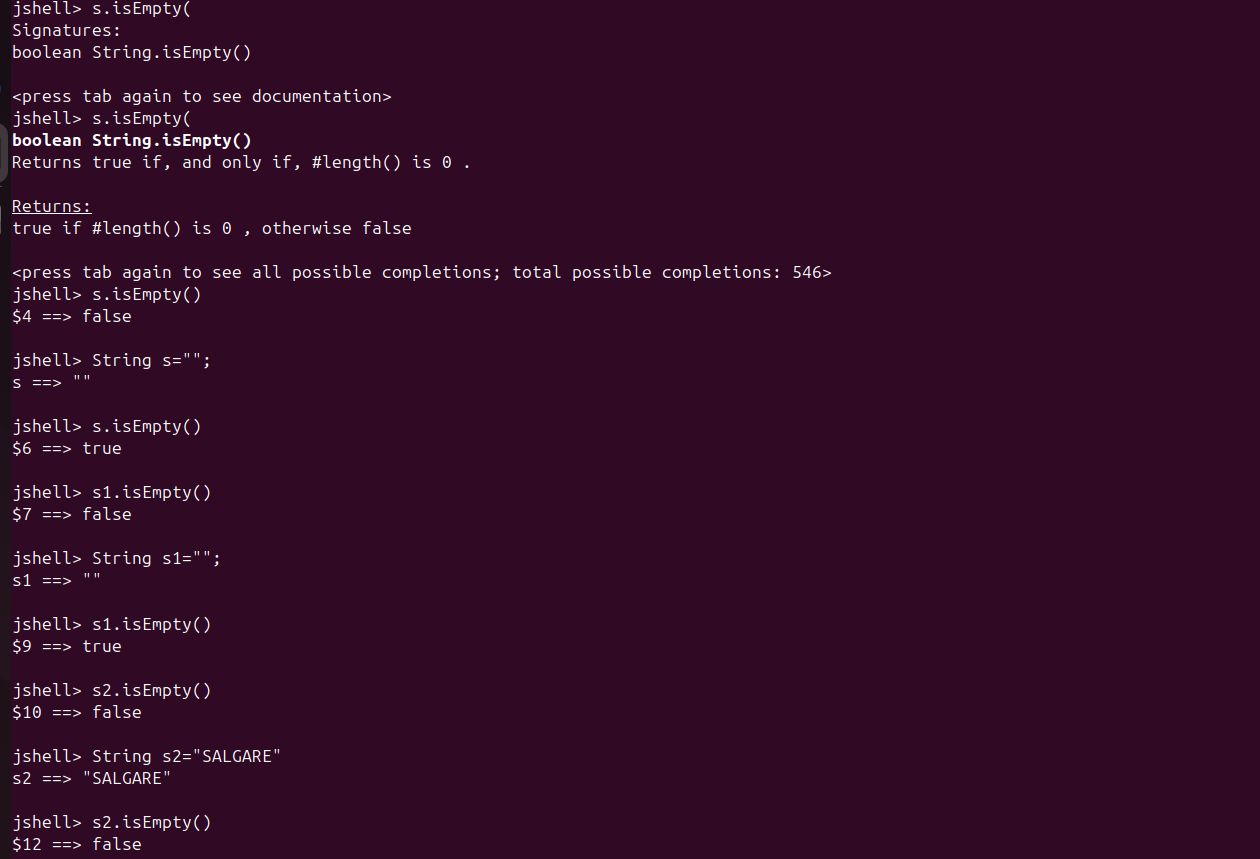 jshell> s.isEmpty(
Signatures:
boolean String.isEmpty()
<press tab again to see documentation>
jshell> s.isEmpty(
boolean String.isEmpty()
Returns true if, and only if, #length() is 0 .
Returns:
true if #length() is 0 , otherwise false
<press tab again to see all possible completions; total possible completions: 546>
jshell> s.isEmpty()
$4 ==> false
jshell> String s="";
s ==> ""
jshell> s.isEmpty()
$6 ==> true
jshell> s1.isEmpty()
$7 ==> false
jshell> String s1="";
s1 ==> ""
jshell> s1.isEmpty()
$9 ==> true
jshell> s2.isEmpty()
$10 ==> false
jshell> String s2="SALGARE"
s2 ==> "SALGARE"
jshell> s2.isEmpty()
$12 ==> false